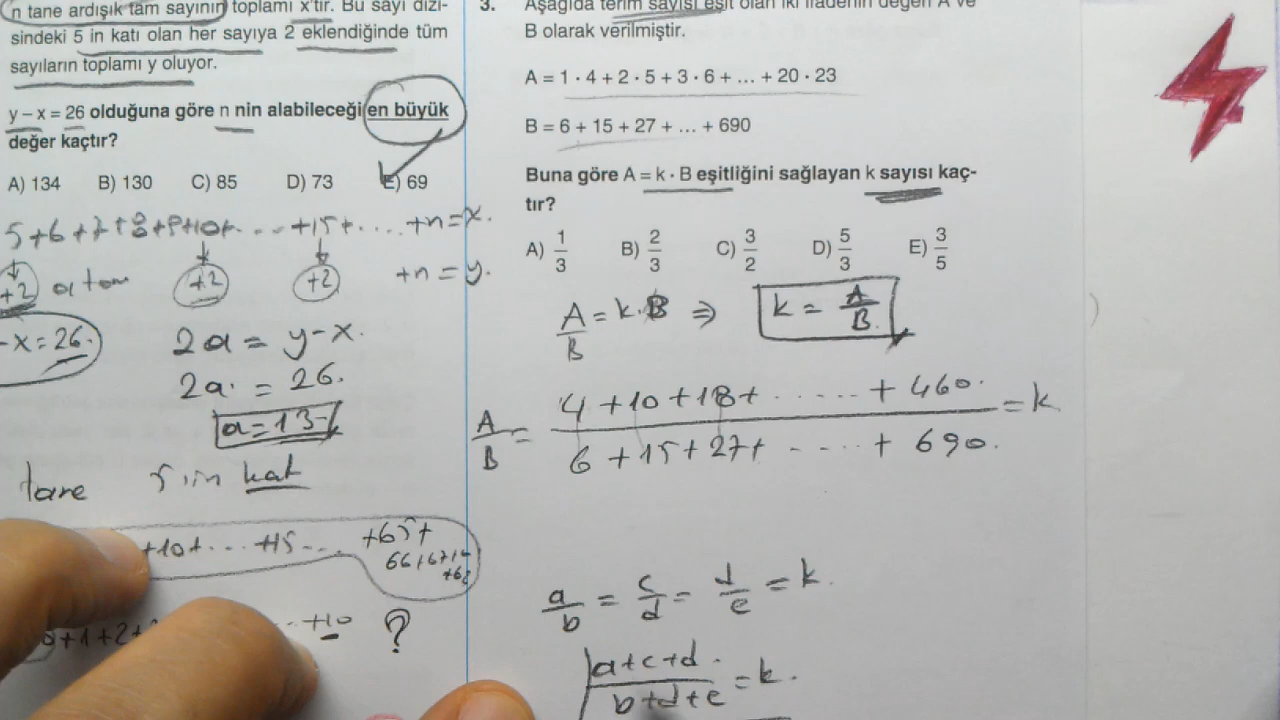 n tane ardışık tam sayının toplamı x'tir. Bu sayı dizi-
sindeki 5 in katı olan her sayıya 2 eklendiğinde tüm
sayıların toplamı y oluyor.
y – x = 26 olduğuna göre n nin alabileceği en büyük
değer kaçtır?
A) 134 B) 130 C) 85 D) 73 E) 69
5+6+7+8+9+10+ ... +15+ .... +n=x.
+2 +2 +2 +n = y.
a tane
-x=26. 2a = y-x.
2a = 26.
a=13
tane 5 in kat
+10+ ... +15 ... +65+
+1+2+ ... +10 ?
3. Aşağıda terim sayısı eşit olan iki ifadenin değeri A ve
B olarak verilmiştir.
A = 1 · 4 + 2 · 5 + 3 · 6 + ... + 20 · 23
B = 6 + 15 + 27 + ... + 690
Buna göre A = k · B eşitliğini sağlayan k sayısı kaç-
tır?
A) 1/3 B) 2/3 C) 3/2 D) 5/3 E) 3/5
A/B = k.B ⇒ k = A/B
A/B = 4 +10 +18+ ..... + 460. / 6 +15+27+ .... + 690. = k
a/b = c/d = d/e = k.
a+c+d / b+d+e = k.